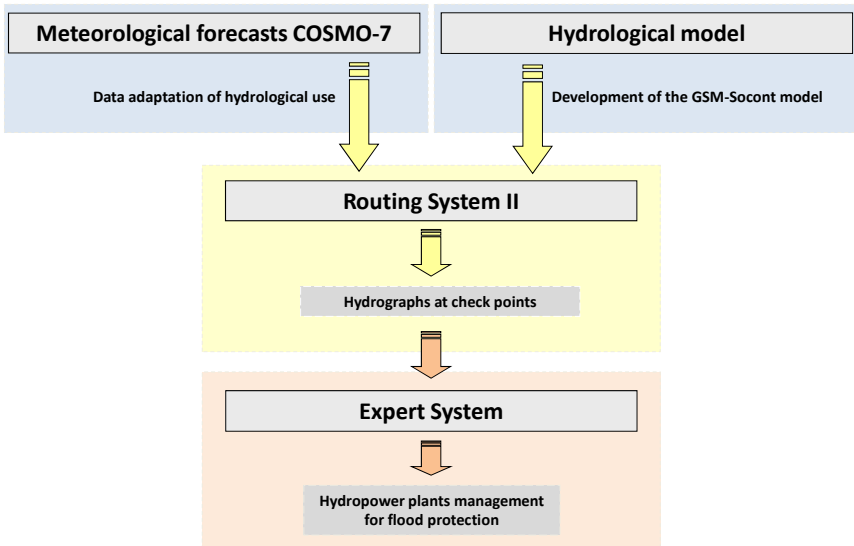 Meteorological forecasts COSMO-7
Hydrological model
Data adaptation of hydrological use
Development of the GSM-Socont model
Routing System II
Hydrographs at check points
Expert System
Hydropower plants management
for flood protection